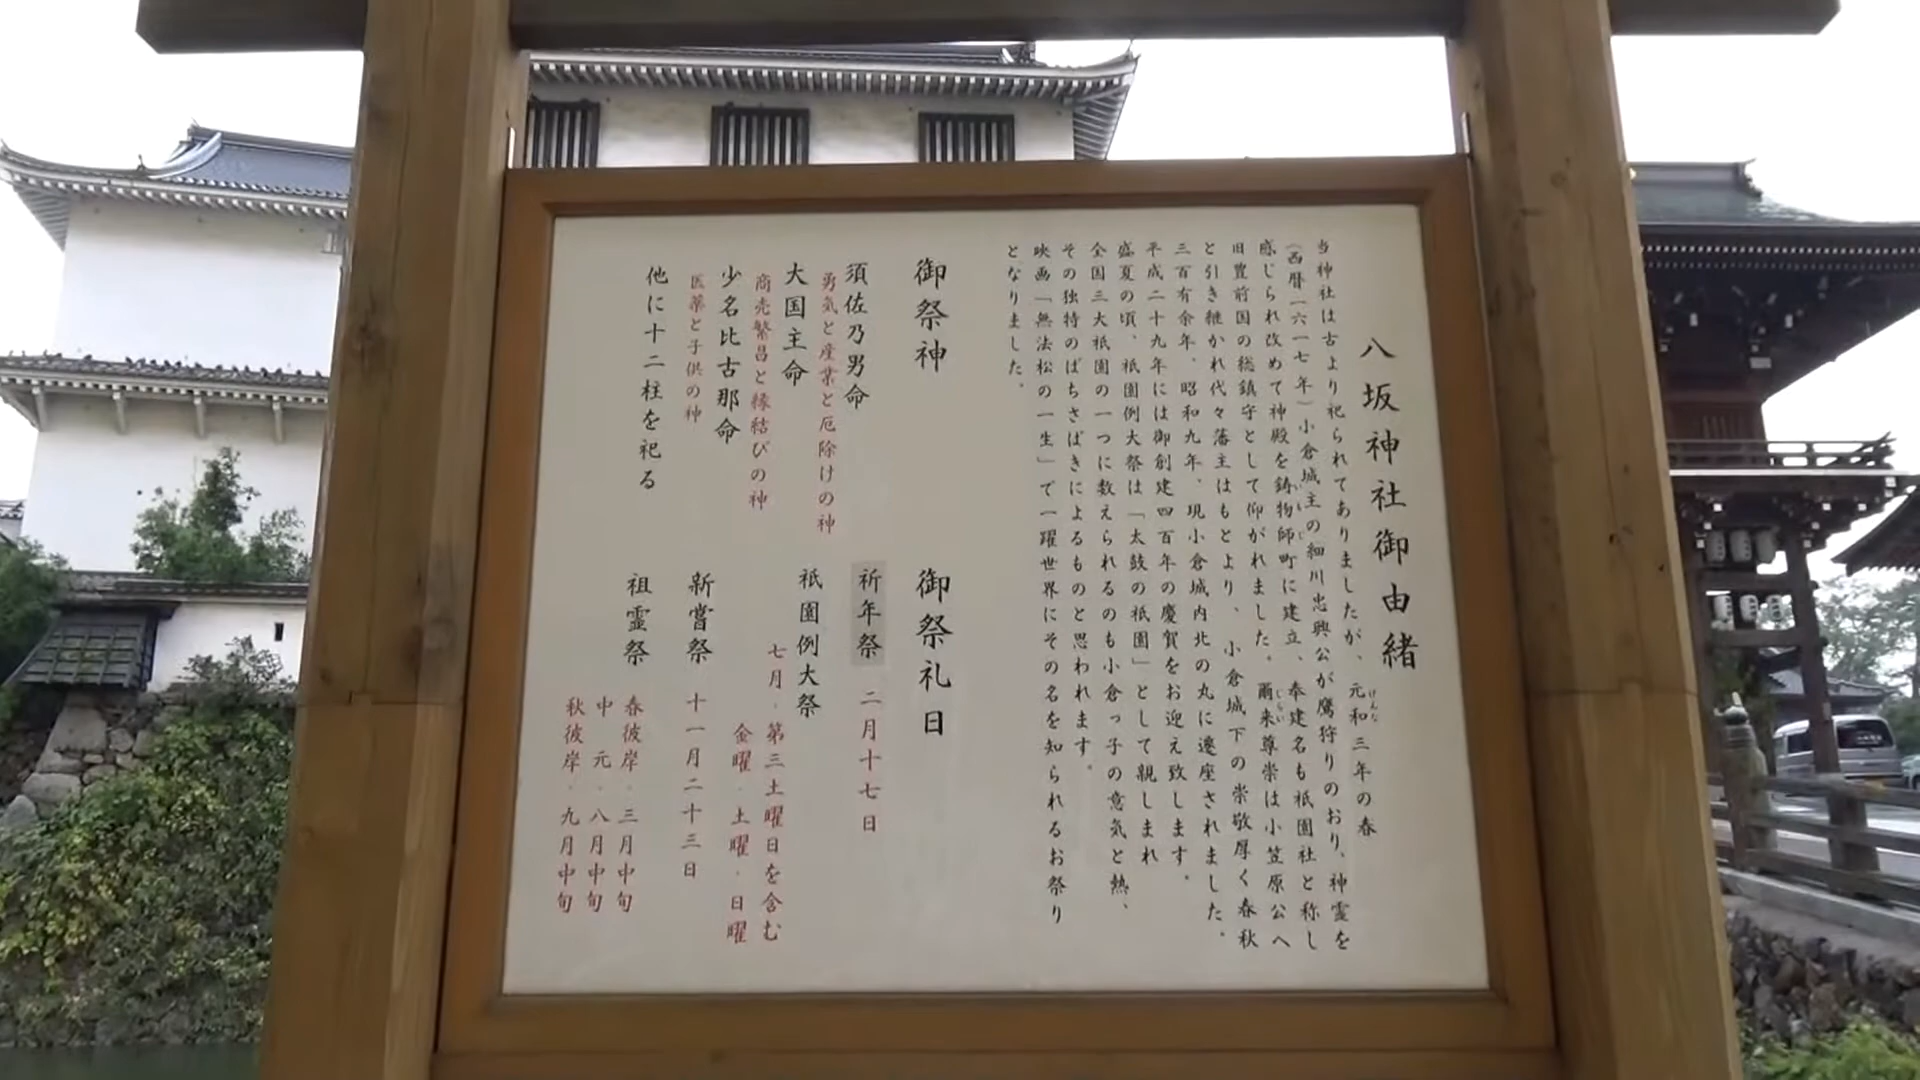 八坂神社御由緒
当神社は古より祀られてありましたが、元和三年の春
げんな
(西暦一六一七年)小倉城主の細川忠興公が鷹狩りのおり、神霊を
感じられ改めて神殿を鋳物師町に建立、奉建名も祇園社と称し
いもじ
旧豊前国の総鎮守として仰がれました。爾来尊崇は小笠原公へ
じらい
と引き継がれ代々藩主はもとより、小倉城下の崇敬厚く春秋
三百有余年、昭和九年、現小倉城内北の丸に遷座されました。
平成二十九年には御創建四百年の慶賀をお迎え致します。
盛夏の頃、祇園例大祭は「太鼓の祇園」として親しまれ
全国三大祇園の一つに数えられるのも小倉っ子の意気と熱、
その独特のばちさばきによるものと思われます。
映画「無法松の一生」で一躍世界にその名を知られるお祭り
となりました。
御祭神
須佐乃男命
勇気と産業と厄除けの神
大国主命
商売繁昌と縁結びの神
少名比古那命
医薬と子供の神
他に十二柱を祀る
御祭礼日
祈年祭 二月十七日
祇園例大祭
七月・第三土曜日を含む
金曜・土曜・日曜
新嘗祭 十一月二十三日
祖霊祭 春彼岸・三月中旬
中 元・八月中旬
秋彼岸・九月中旬